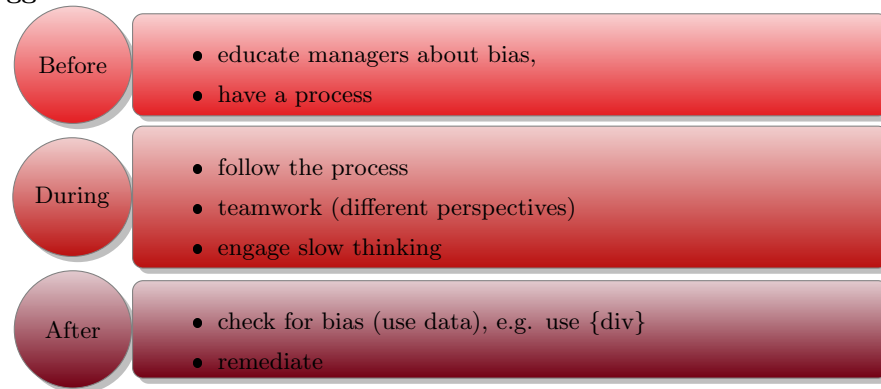 Before
• educate managers about bias,
• have a process
During
• follow the process
• teamwork (different perspectives)
• engage slow thinking
After
• check for bias (use data), e.g. use {div}
• remediate